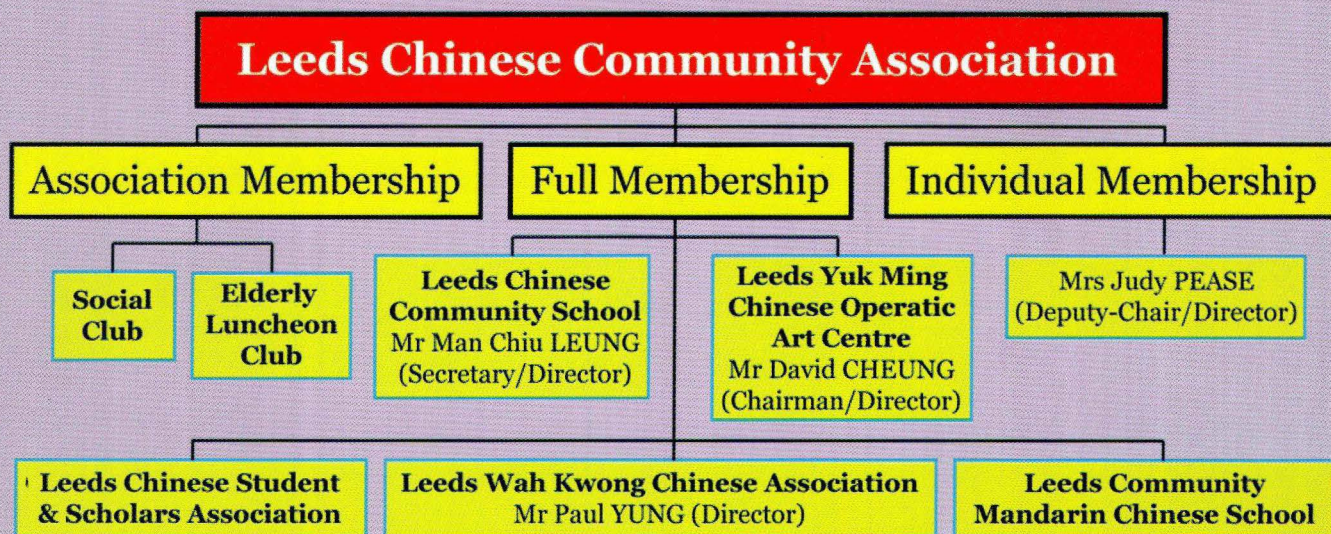 Leeds Chinese Community Association
Association Membership
Full Membership
Individual Membership
Social
Club
Elderly
Luncheon
Club
Leeds Chinese
Community School
Mr Man Chiu LEUNG
(Secretary/Director)
Leeds Yuk Ming
Chinese Operatic
Art Centre
Mr David CHEUNG
(Chairman/Director)
Mrs Judy PEASE
(Deputy-Chair/Director)
Leeds Chinese Student
& Scholars Association
Leeds Wah Kwong Chinese Association
Mr Paul YUNG (Director)
Leeds Community
Mandarin Chinese School